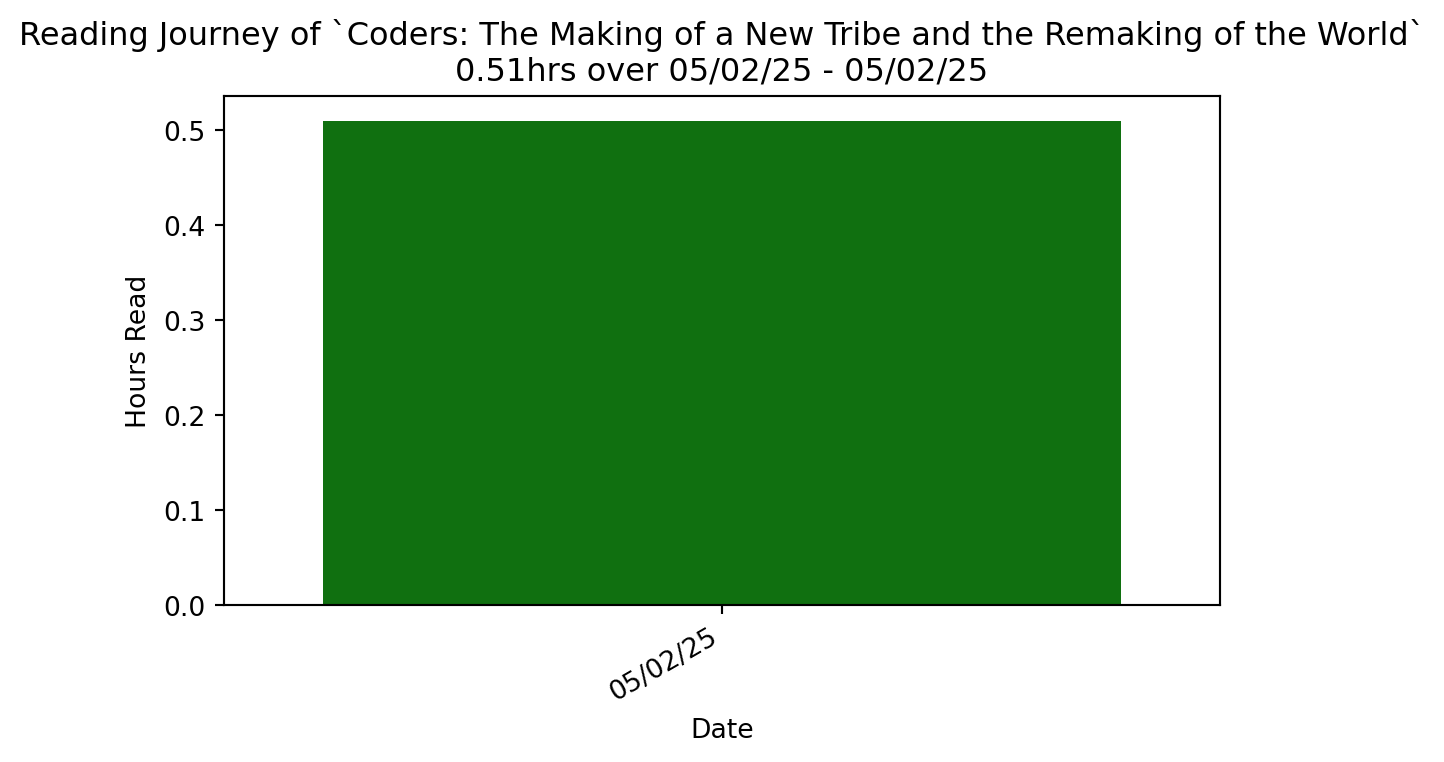 Reading Journey of `Coders: The Making of a New Tribe and the Remaking of the World`
0.51hrs over 05/02/25 - 05/02/25
0.5
0.4
0.3
0.2
0.1
0.0
Hours Read
05/02/25
Date